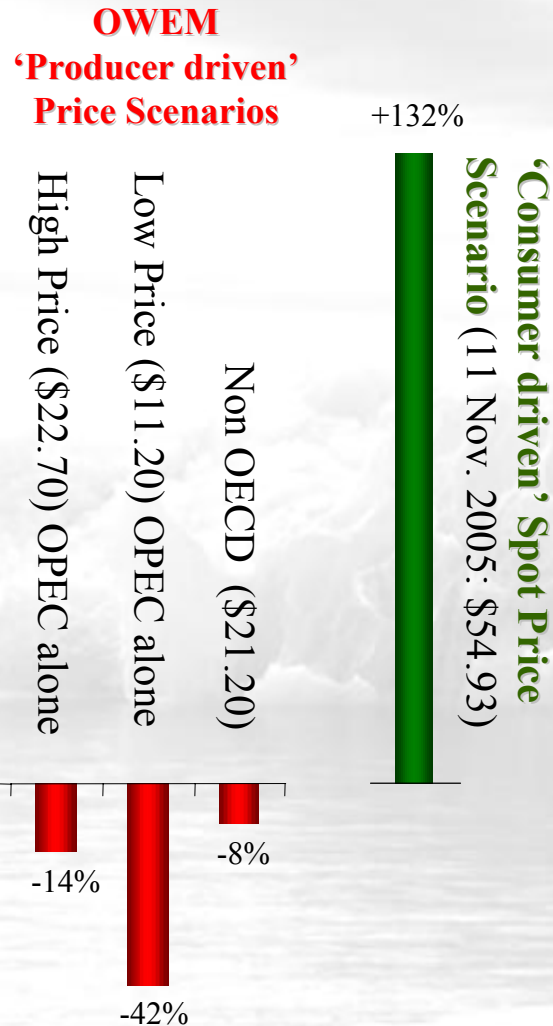 OWEM
‘Producer driven’
Price Scenarios
+132%
‘Consumer driven’ Spot Price
Scenario (11 Nov. 2005: $54.93)
High Price ($22.70) OPEC alone
Low Price ($11.20) OPEC alone
Non OECD ($21.20)
-14%
-42%
-8%